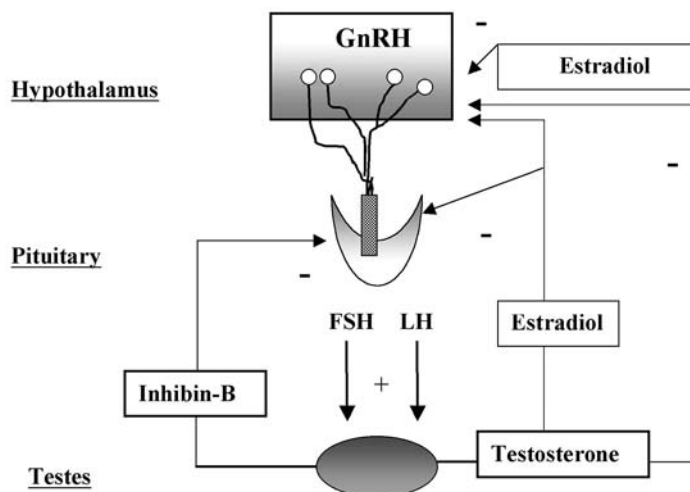 GnRH
-
Estradiol
Hypothalamus
-
Pituitary
-
-
FSH LH
Estradiol
+
Inhibin-B
Testosterone
Testes